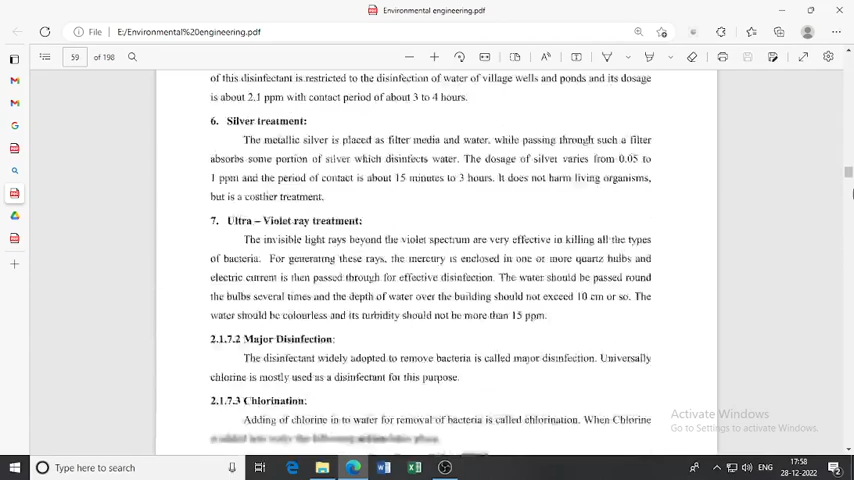 Environmental engineering.pdf
File
E:/Environmental%20engineering.pdf
59 of 198
of this disinfectant is restricted to the disinfection of water of village wells and ponds and its dosage
is about 2.1 ppm with contact period of about 3 to 4 hours.
6. Silver treatment:
The metallic silver is placed as filter media and water, while passing through such a filter
absorbs some portion of silver which disinfects water. The dosage of silver varies from 0.05 to
1 ppm and the period of contact is about 15 minutes to 3 hours. It does not harm living organisms,
but is a costlier treatment.
7. Ultra – Violet ray treatment:
The invisible light rays beyond the violet spectrum are very effective in killing all the types
of bacteria. For generating these rays, the mercury is enclosed in one or more quartz bulbs and
electric current is then passed through for effective disinfection. The water should be passed round
the bulbs several times and the depth of water over the building should not exceed 10 cm or so. The
water should be colourless and its turbidity should not be more than 15 ppm.
2.1.7.2 Major Disinfection:
The disinfectant widely adopted to remove bacteria is called major disinfection. Universally
chlorine is mostly used as a disinfectant for this purpose.
2.1.7.3 Chlorination:
Adding of chlorine in to water for removal of bacteria is called chlorination. When Chlorine
Activate Windows
Go to Settings to activate Windows.
Type here to search
ENG
17:58
28-12-2022
2